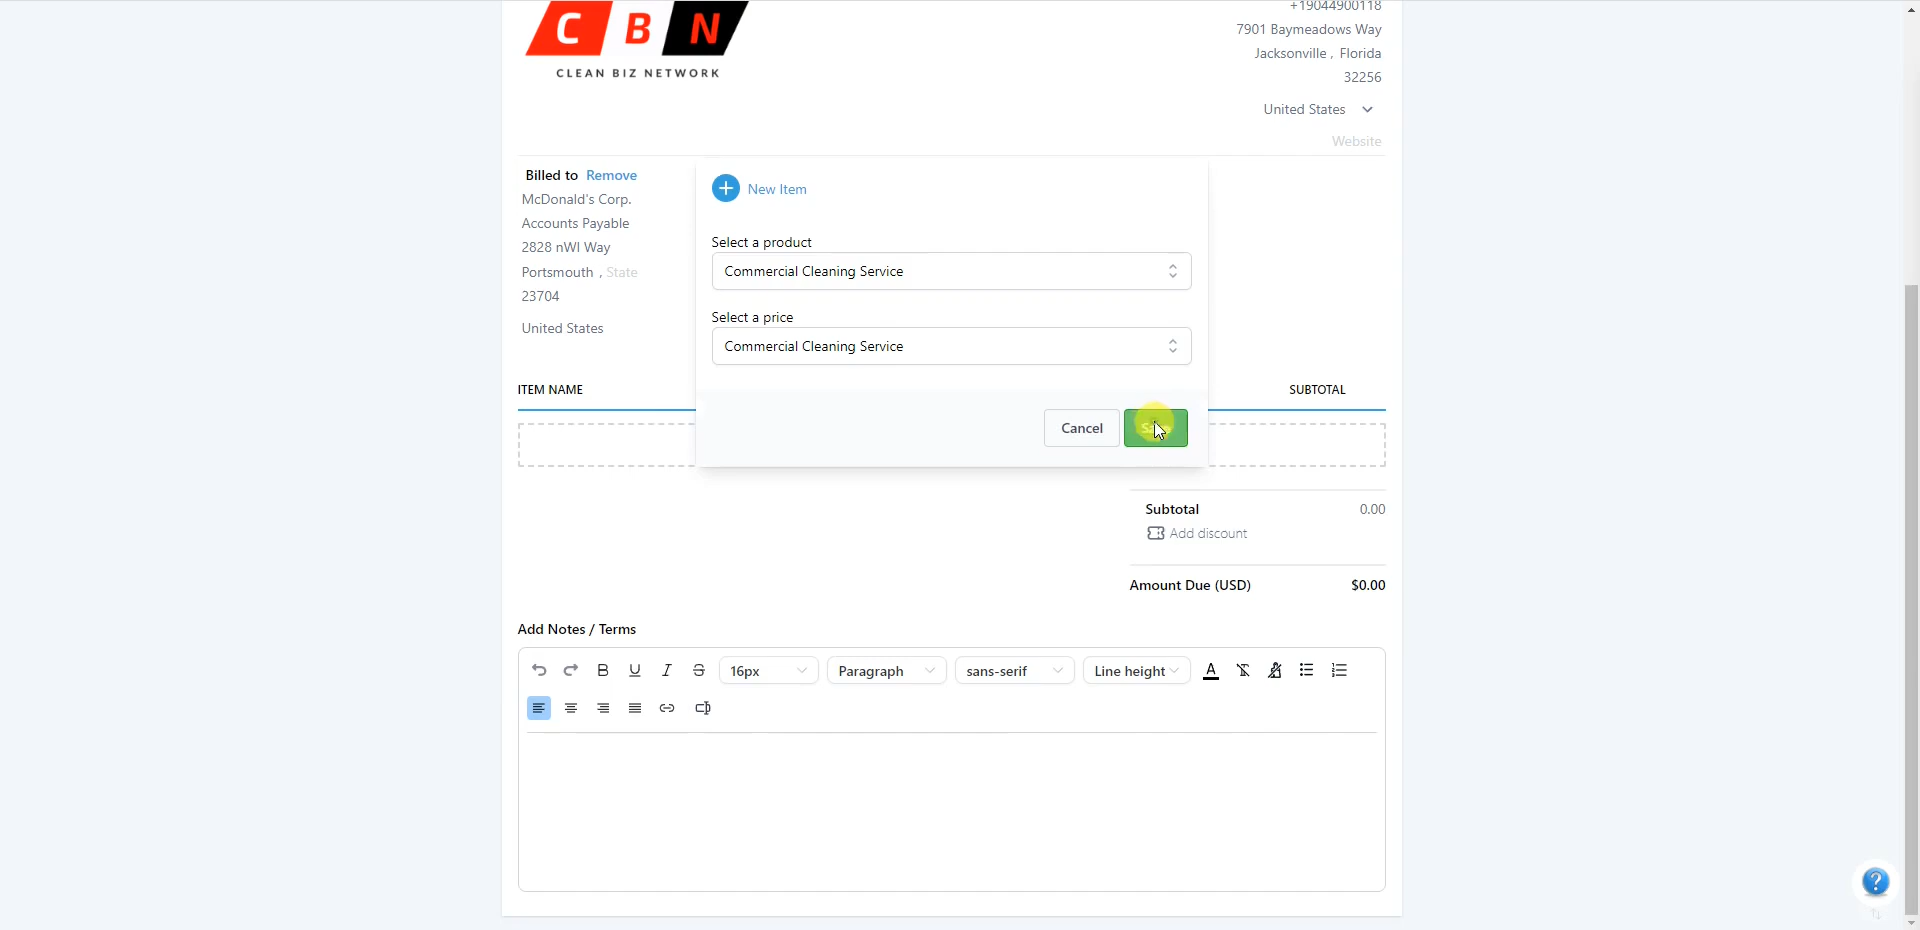 C B N
CLEAN BIZ NETWORK
+19044900118
7901 Baymeadows Way
Jacksonville , Florida
32256
United States
Website
Billed to Remove
McDonald's Corp.
Accounts Payable
2828 nWI Way
Portsmouth , State
23704
United States
New Item
Select a product
Commercial Cleaning Service
Select a price
Commercial Cleaning Service
Cancel
ITEM NAME
SUBTOTAL
Subtotal 0.00
Add discount
Amount Due (USD) $0.00
Add Notes / Terms
16px Paragraph sans-serif Line height